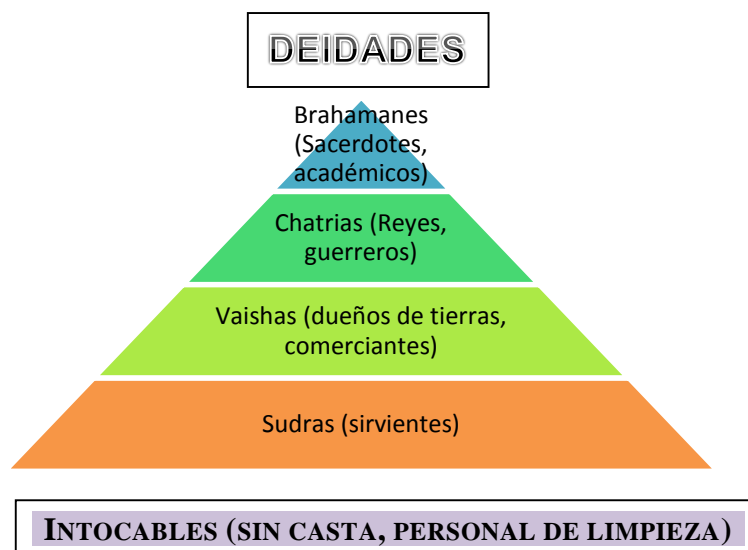 DEIDADES
Brahamanes
(Sacerdotes,
académicos)
Chatrias (Reyes,
guerreros)
Vaishas (dueños de tierras,
comerciantes)
Sudras (sirvientes)
INTOCABLES (SIN CASTA, PERSONAL DE LIMPIEZA)